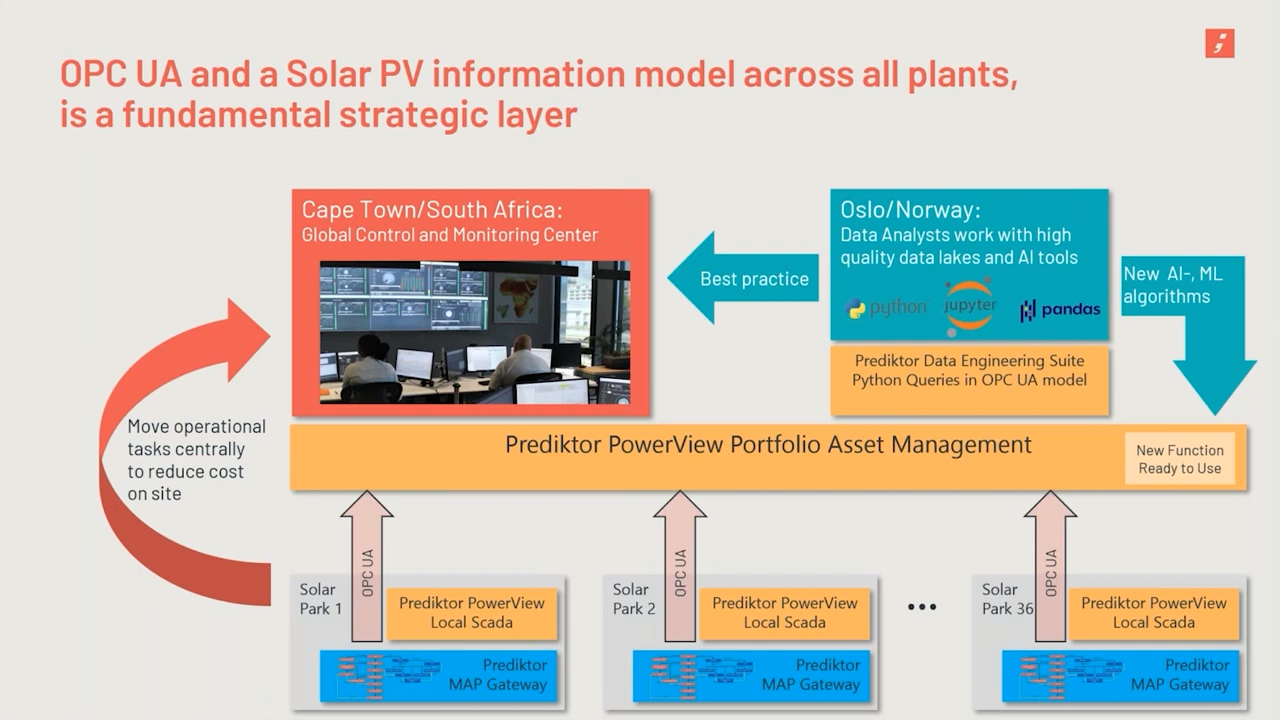 OPC UA and a Solar PV information model across all plants,
is a fundamental strategic layer
Cape Town/South Africa:
Global Control and Monitoring Center
Best practice
Oslo/Norway:
Data Analysts work with high
quality data lakes and AI tools
python
jupyter
pandas
New AI-, ML
algorithms
Prediktor Data Engineering Suite
Python Queries in OPC UA model
Move operational
tasks centrally
to reduce cost
on site
Prediktor PowerView Portfolio Asset Management
New Function
Ready to Use
Solar
Park 1
OPC UA
Prediktor PowerView
Local Scada
Prediktor
MAP Gateway
Solar
Park 2
OPC UA
Prediktor PowerView
Local Scada
Prediktor
MAP Gateway
•••
Solar
Park 36
OPC UA
Prediktor PowerView
Local Scada
Prediktor
MAP Gateway